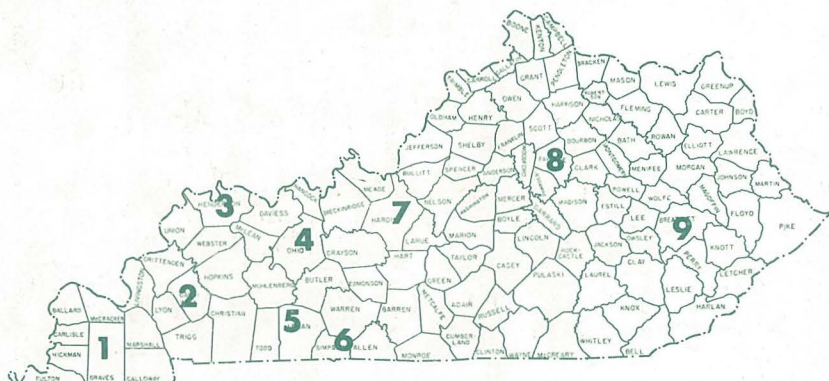 BOONE KENTON CAMPBELL
GALLATIN GRANT PENDLETON BRACKEN
TRIMBLE CARROLL OWEN MASON LEWIS GREENUP
ROBERTSON HARRISON FLEMING CARTER BOYD
OLDHAM HENRY NICHOLAS ROWAN ELLIOTT
JEFFERSON SHELBY FRANKLIN SCOTT BOURBON BATH LAWRENCE
8
BULLITT SPENCER ANDERSON WOODFORD CLARK MONTGOMERY MENIFEE MORGAN JOHNSON MARTIN
3 HANCOCK MEADE
HENDERSON DAVIESS BRECKINRIDGE HARDIN 7 NELSON WASHINGTON MERCER GARRARD MADISON POWELL ESTILL WOLFE MAGOFFIN FLOYD PIKE
UNION WEBSTER MCLEAN OHIO 4 GRAYSON LARUE MARION BOYLE LINCOLN LEE BREATHITT 9 KNOTT
CRITTENDEN LIVINGSTON HOPKINS MUHLENBERG BUTLER HART TAYLOR CASEY ROCK-CASTLE JACKSON OWSLEY PERRY LETCHER
2
LYON CHRISTIAN EDMONSON GREEN PULASKI LAUREL CLAY LESLIE HARLAN
BALLARD MCCRACKEN WARREN BARREN METCALFE ADAIR RUSSELL KNOX
CARLISLE MARSHALL TRIGG TODD 5 LOGAN SIMPSON 6 ALLEN MONROE CUMBER-LAND CLINTON WAYNE MCCREARY WHITLEY BELL
1
HICKMAN
FULTON GRAVES CALLOWAY